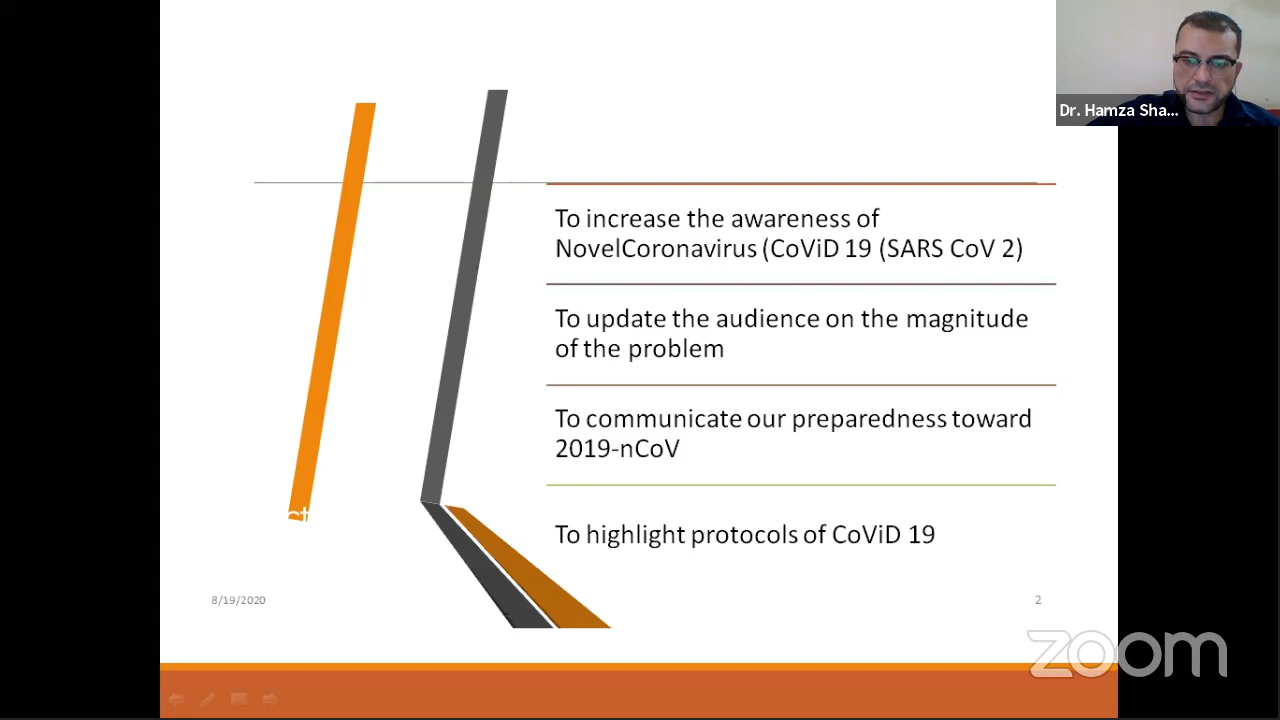 Dr. Hamza Sha...
To increase the awareness of
NovelCoronavirus (CoViD 19 (SARS CoV 2)
To update the audience on the magnitude
of the problem
To communicate our preparedness toward
2019-nCoV
To highlight protocols of CoViD 19
8/19/2020
2
zoom